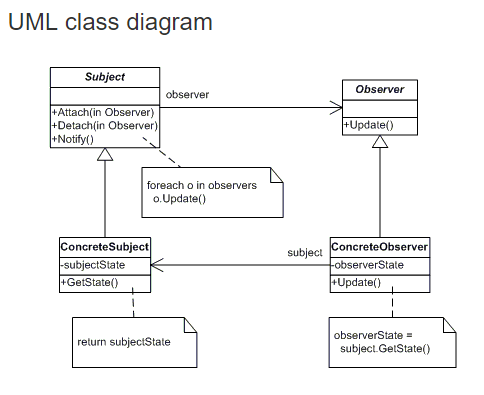 UML class diagram
Subject
+Attach(in Observer)
+Detach(in Observer)
+Notify()
observer
Observer
+Update()
foreach o in observers
o.Update()
ConcreteSubject
-subjectState
+GetState()
subject
ConcreteObserver
-observerState
+Update()
return subjectState
observerState =
subject.GetState()